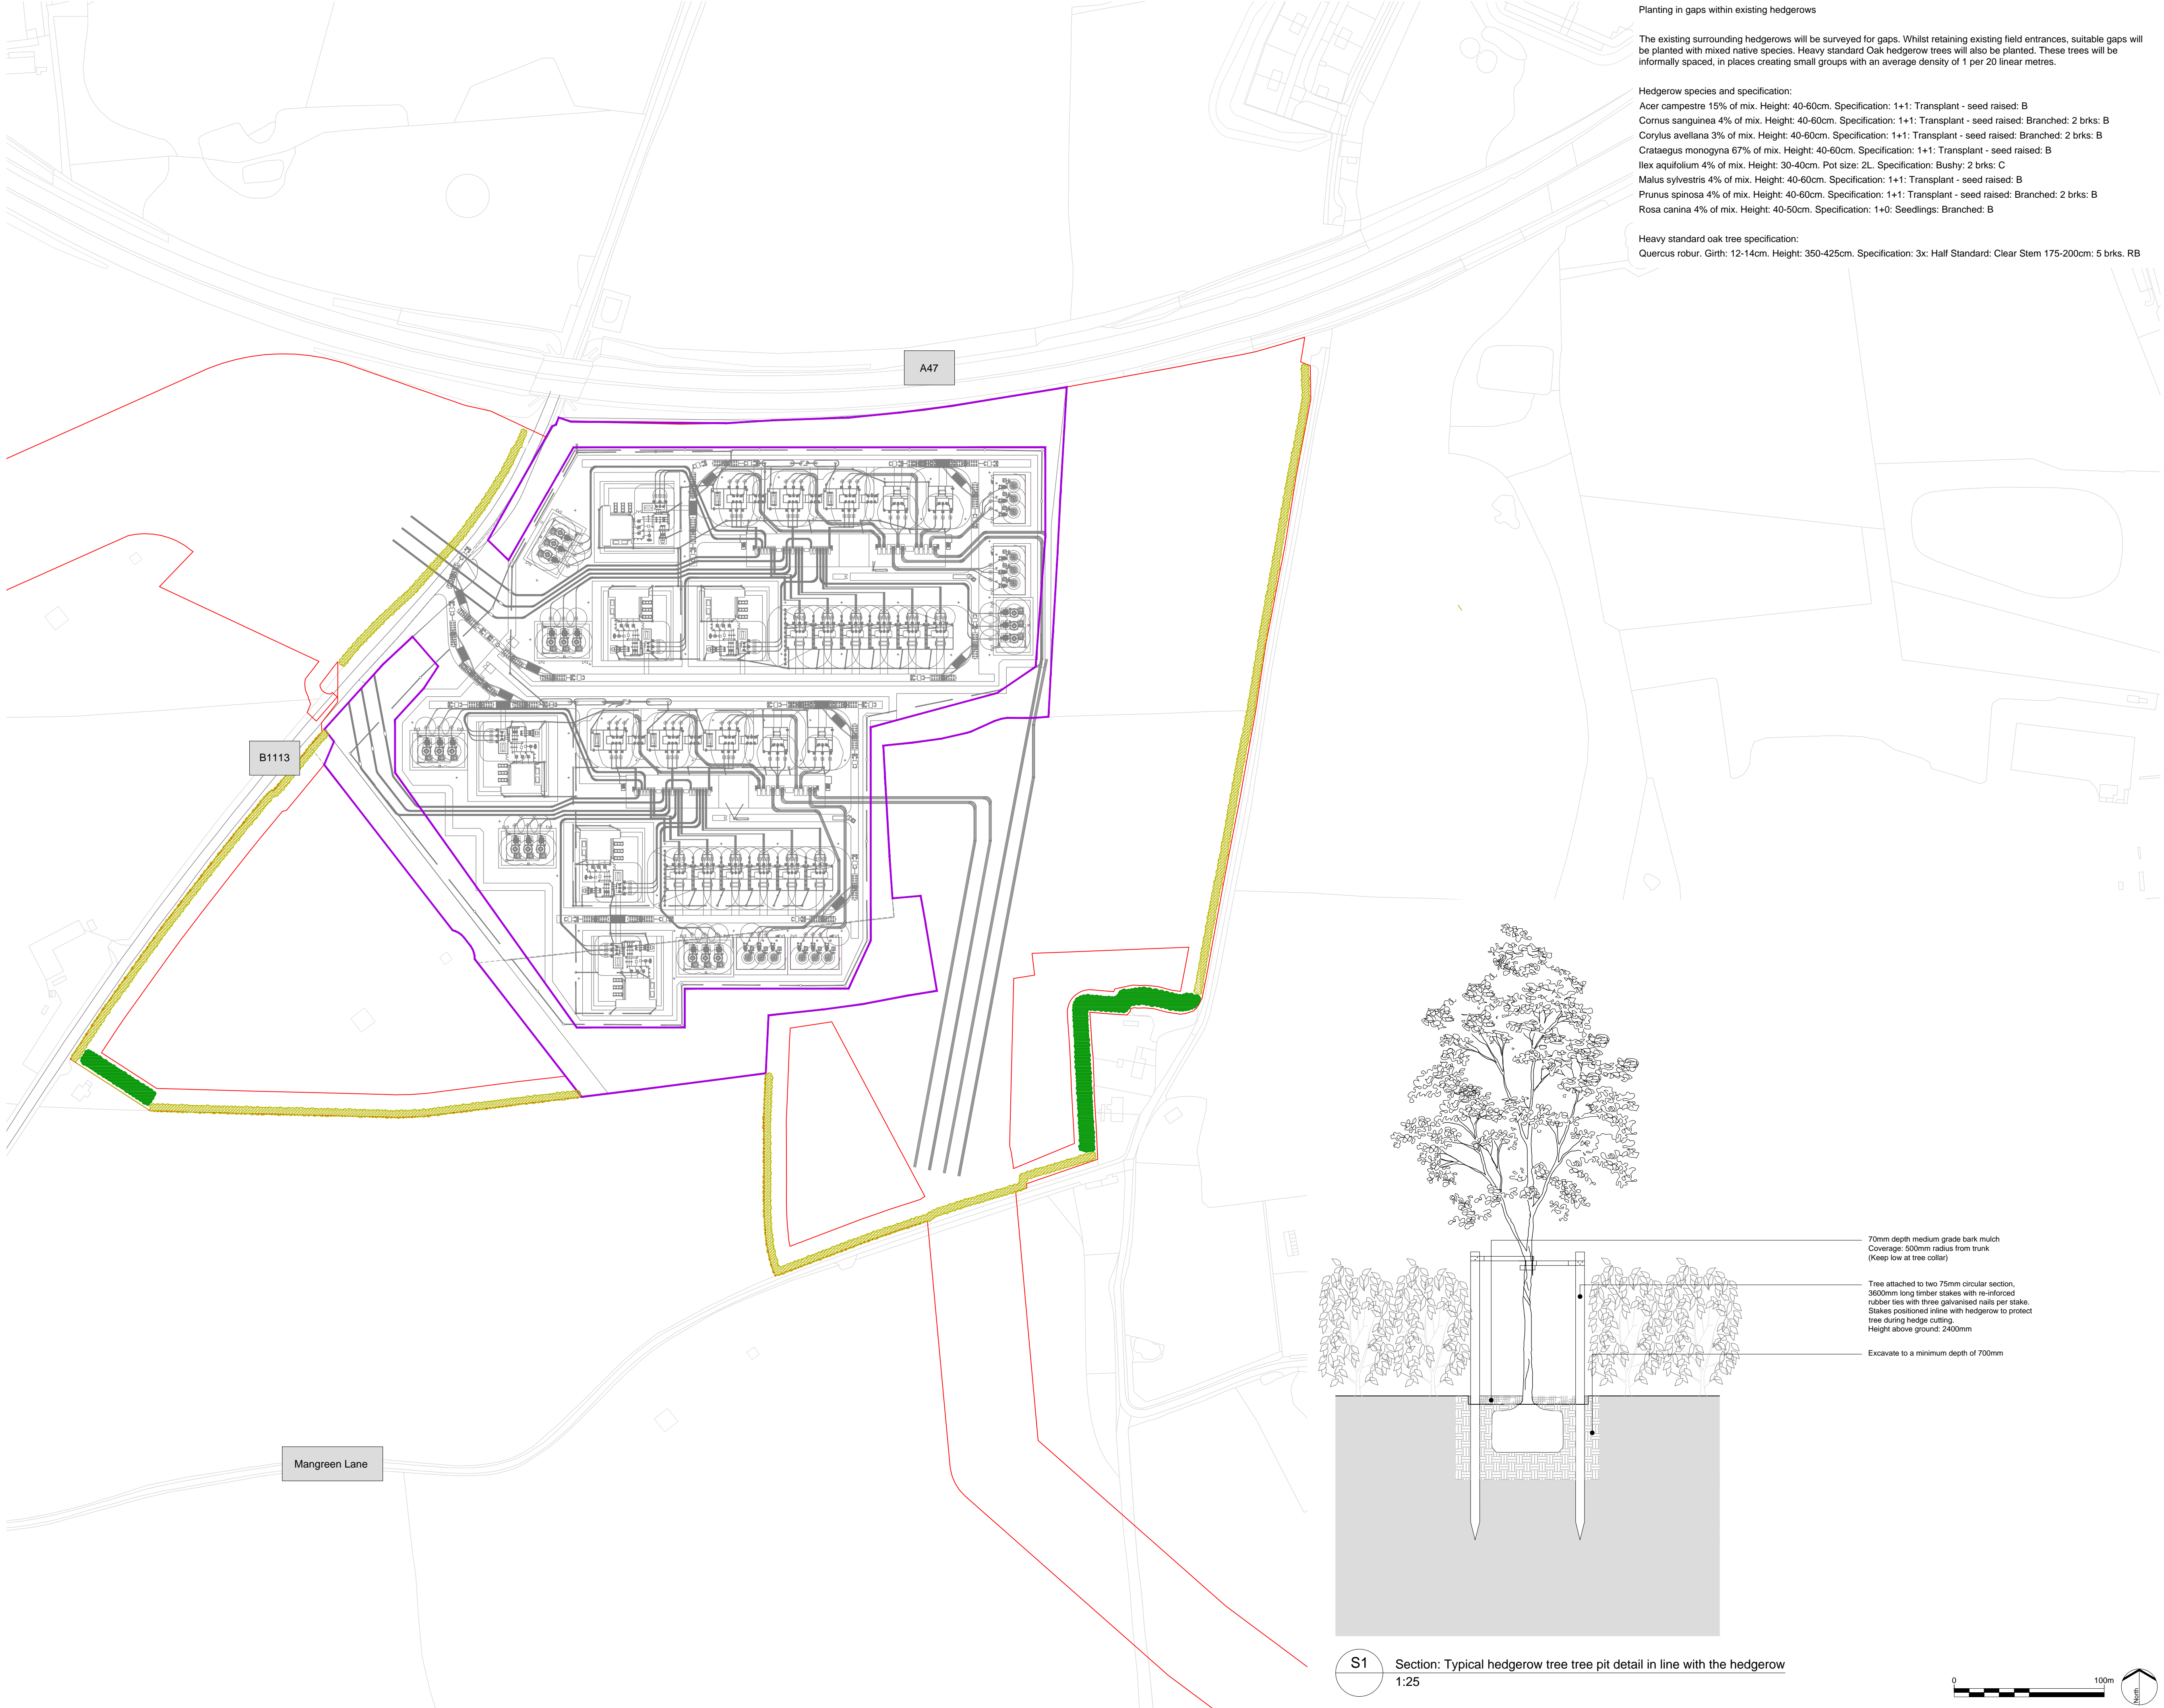 Planting in gaps within existing hedgerows
The existing surrounding hedgerows will be surveyed for gaps. Whilst retaining existing field entrances, suitable gaps will
be planted with mixed native species. Heavy standard Oak hedgerow trees will also be planted. These trees will be
informally spaced, in places creating small groups with an average density of 1 per 20 linear metres.
Hedgerow species and specification:
Acer campestre 15% of mix. Height: 40-60cm. Specification: 1+1: Transplant - seed raised: B
Cornus sanguinea 4% of mix. Height: 40-60cm. Specification: 1+1: Transplant - seed raised: Branched: 2 brks: B
Corylus avellana 3% of mix. Height: 40-60cm. Specification: 1+1: Transplant - seed raised: Branched: 2 brks: B
Crataegus monogyna 67% of mix. Height: 40-60cm. Specification: 1+1: Transplant - seed raised: B
Ilex aquifolium 4% of mix. Height: 30-40cm. Pot size: 2L. Specification: Bushy: 2 brks: C
Malus sylvestris 4% of mix. Height: 40-60cm. Specification: 1+1: Transplant - seed raised: B
Prunus spinosa 4% of mix. Height: 40-60cm. Specification: 1+1: Transplant - seed raised: Branched: 2 brks: B
Rosa canina 4% of mix. Height: 40-50cm. Specification: 1+0: Seedlings: Branched: B
Heavy standard oak tree specification:
Quercus robur. Girth: 12-14cm. Height: 350-425cm. Specification: 3x: Half Standard: Clear Stem 175-200cm: 5 brks. RB
A47
B1113
Mangreen Lane
70mm depth medium grade bark mulch
Coverage: 500mm radius from trunk
(Keep low at tree collar)
Tree attached to two 75mm circular section,
3600mm long timber stakes with re-inforced
rubber ties with three galvanised nails per stake.
Stakes positioned inline with hedgerow to protect
tree during hedge cutting.
Height above ground: 2400mm
Excavate to a minimum depth of 700mm
S1
Section: Typical hedgerow tree tree pit detail in line with the hedgerow
1:25
0
100m
North